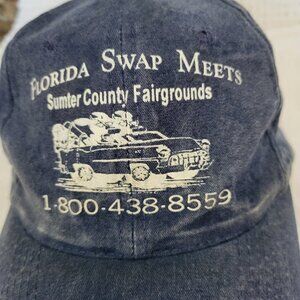 FLORIDA SWAP MEETS
Sumter County Fairgrounds
1-800-438-8559